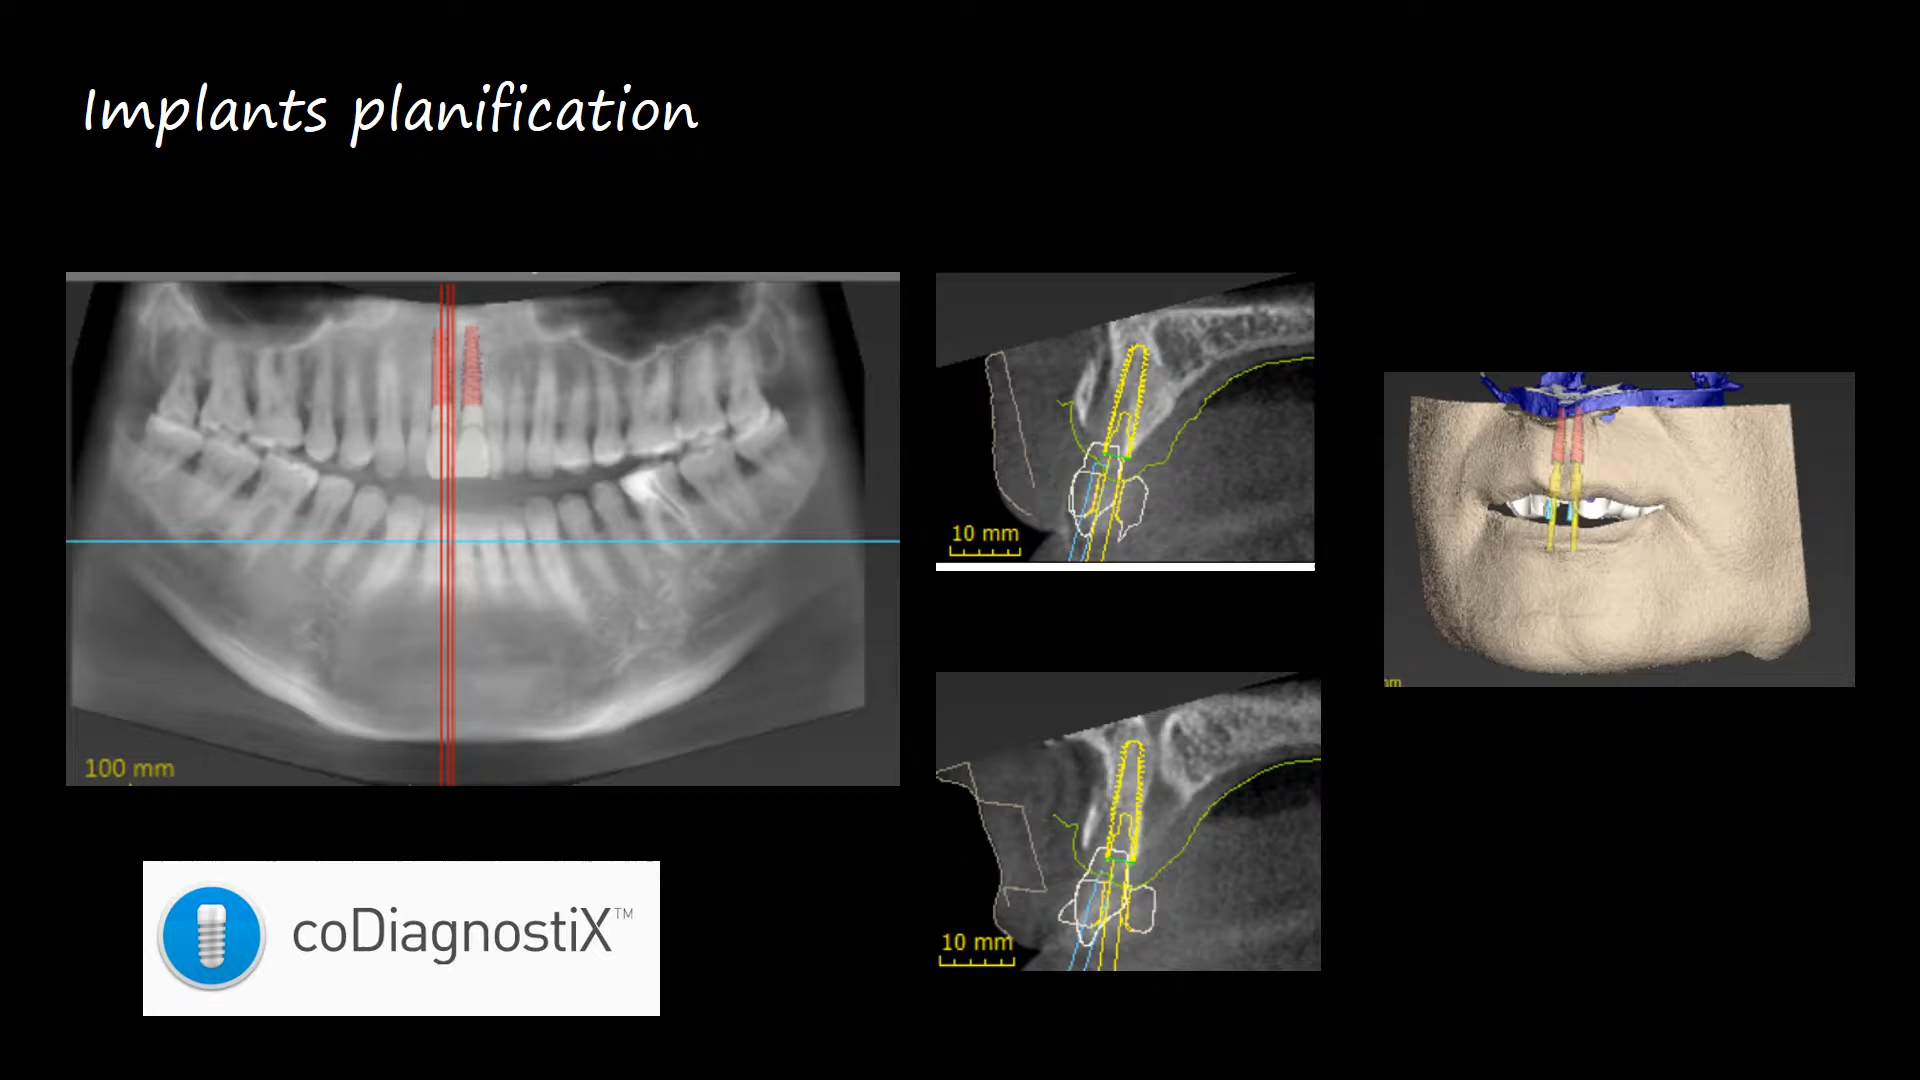 Implants planification
10 mm
100 mm
10 mm
coDiagnostiX™